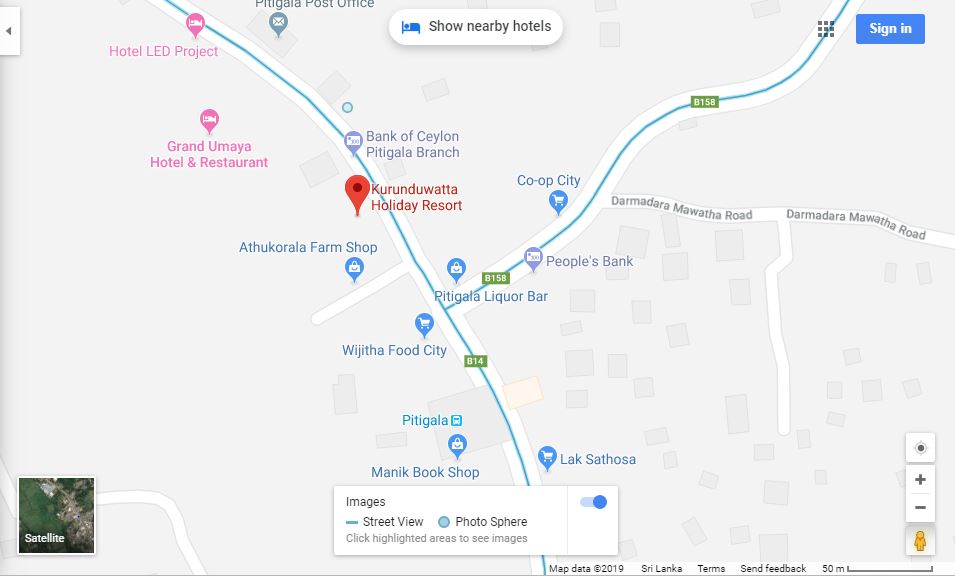 Pitigala Post Office
Show nearby hotels
Sign in
Hotel LED Project
B158
Grand Umaya
Hotel & Restaurant
Bank of Ceylon
Pitigala Branch
Kurunduwatta
Holiday Resort
Co-op City
Darmadara Mawatha Road
Darmadara Mawatha Road
Athukorala Farm Shop
People's Bank
B158
Pitigala Liquor Bar
Wijitha Food City
B14
Pitigala
Manik Book Shop
Lak Sathosa
Images
Street View
Photo Sphere
Click highlighted areas to see images
Satellite
Map data ©2019
Sri Lanka
Terms
Send feedback
50 m